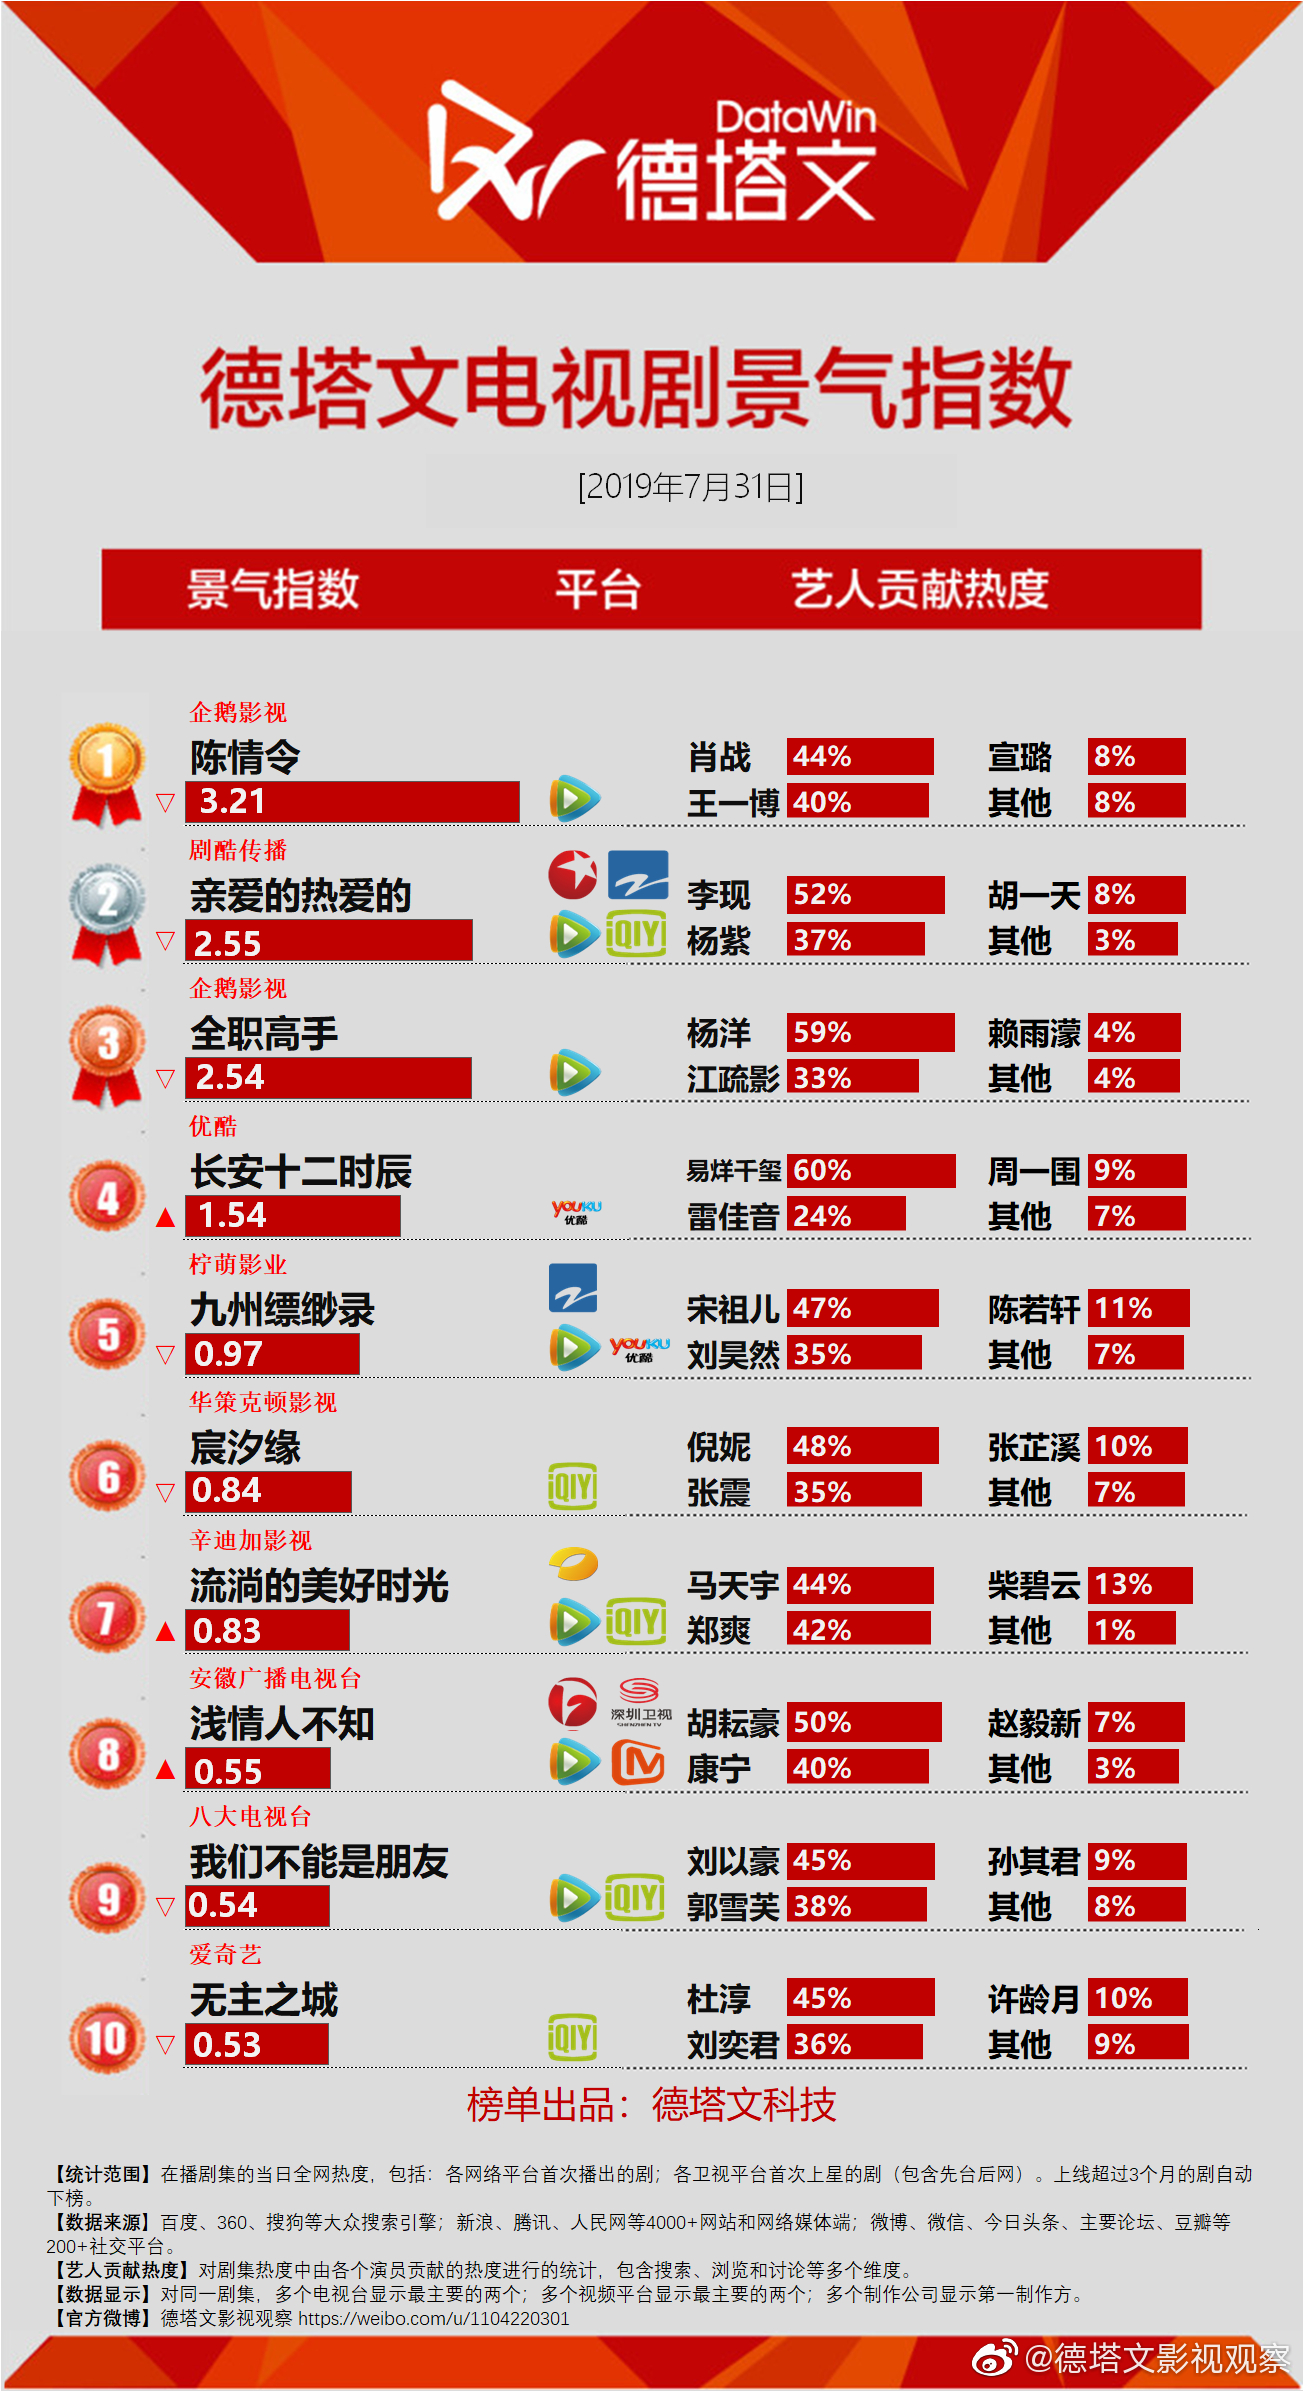 DataWin
德塔文
德塔文电视剧景气指数
[2019年7月31日]
景气指数 平台 艺人贡献热度
企鹅影视
1 陈情令 肖战 44% 宣璐 8%
▽ 3.21 王一博 40% 其他 8%
剧酷传播
2 亲爱的热爱的 李现 52% 胡一天 8%
▽ 2.55 iQIYI 杨紫 37% 其他 3%
企鹅影视
3 全职高手 杨洋 59% 赖雨濛 4%
▽ 2.54 江疏影 33% 其他 4%
优酷
4 长安十二时辰 易烊千玺 60% 周一围 9%
▲ 1.54 YOUKU 优酷 雷佳音 24% 其他 7%
柠萌影业
5 九州缥缈录 宋祖儿 47% 陈若轩 11%
▽ 0.97 YOUKU 优酷 刘昊然 35% 其他 7%
华策克顿影视
6 宸汐缘 倪妮 48% 张芷溪 10%
▽ 0.84 iQIYI 张震 35% 其他 7%
辛迪加影视
7 流淌的美好时光 马天宇 44% 柴碧云 13%
▲ 0.83 iQIYI 郑爽 42% 其他 1%
安徽广播电视台
8 浅情人不知 深圳卫视 SHENZHEN TV 胡耘豪 50% 赵毅新 7%
▲ 0.55 康宁 40% 其他 3%
八大电视台
9 我们不能是朋友 刘以豪 45% 孙其君 9%
▽ 0.54 iQIYI 郭雪芙 38% 其他 8%
爱奇艺
10 无主之城 杜淳 45% 许龄月 10%
▽ 0.53 iQIYI 刘奕君 36% 其他 9%
榜单出品：德塔文科技
【统计范围】在播剧集的当日全网热度，包括：各网络平台首次播出的剧；各卫视平台首次上星的剧（包含先台后网）。上线超过3个月的剧自动
下榜。
【数据来源】百度、360、搜狗等大众搜索引擎；新浪、腾讯、人民网等4000+网站和网络媒体端；微博、微信、今日头条、主要论坛、豆瓣等
200+社交平台。
【艺人贡献热度】对剧集热度中由各个演员贡献的热度进行的统计，包含搜索、浏览和讨论等多个维度。
【数据显示】对同一剧集，多个电视台显示最主要的两个；多个视频平台显示最主要的两个；多个制作公司显示第一制作方。
【官方微博】德塔文影视观察 https://weibo.com/u/1104220301
@德塔文影视观察